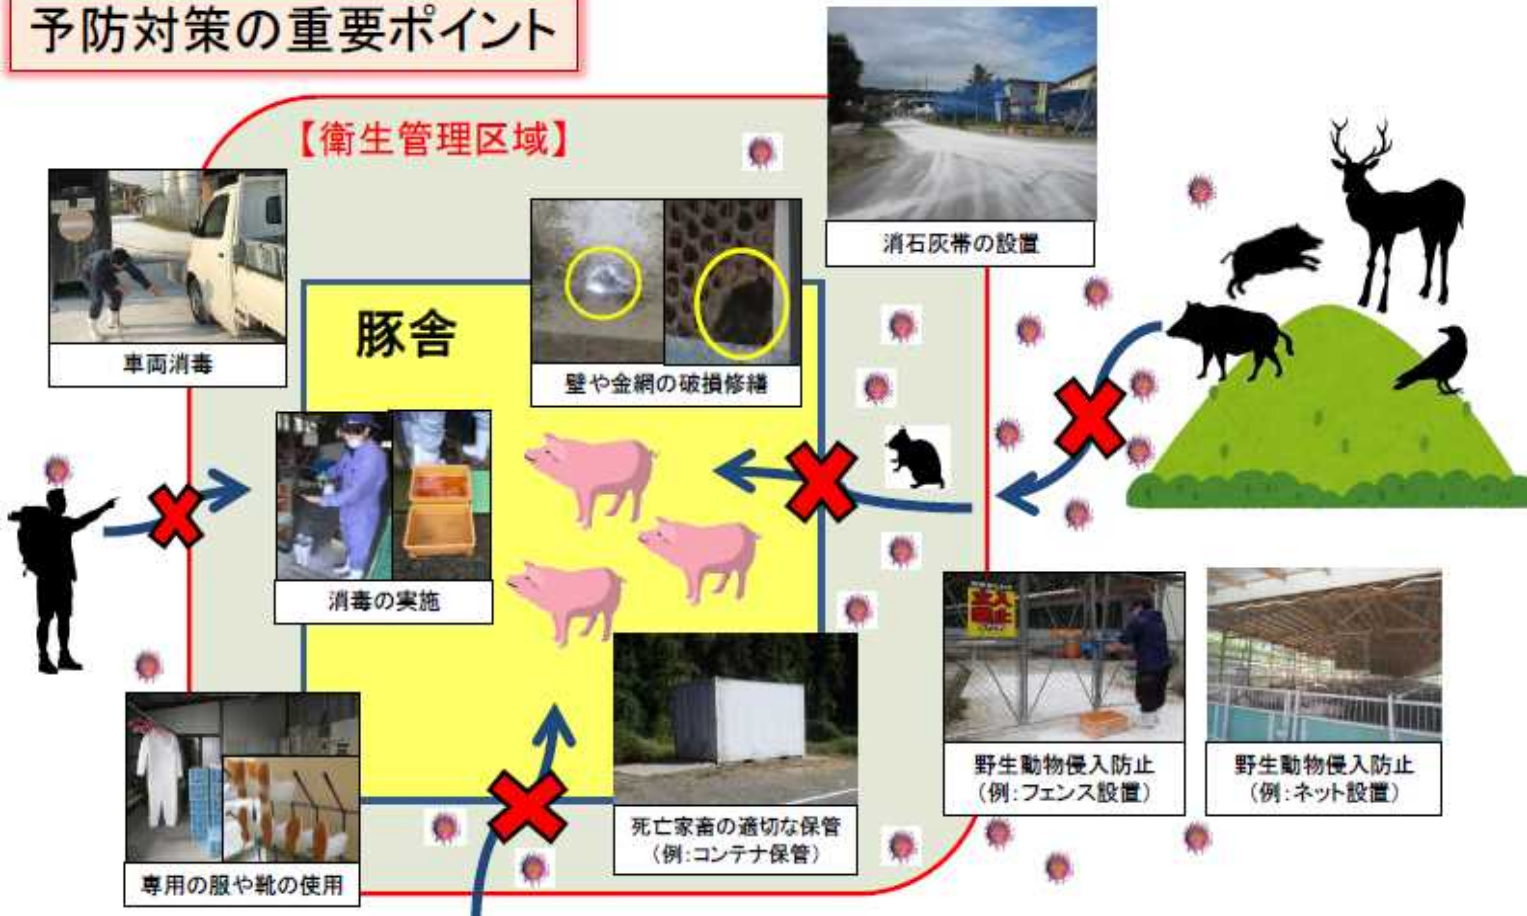 予防対策の重要ポイント
【衛生管理区域】
消石灰帯の設置
車両消毒
豚舎
壁や金網の破損修繕
消毒の実施
立入
禁止
野生動物侵入防止
(例:フェンス設置)
野生動物侵入防止
(例:ネット設置)
死亡家畜の適切な保管
(例:コンテナ保管)
専用の服や靴の使用